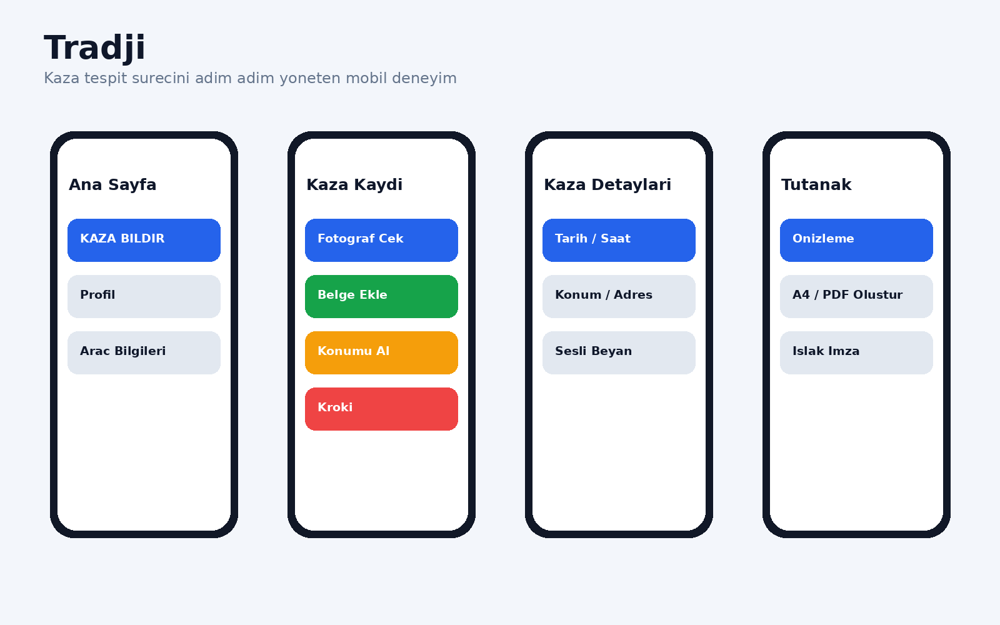 Tradji
Kaza tespit surecini adim adim yoneten mobil deneyim
Ana Sayfa
KAZA BILDIR
Profil
Arac Bilgileri
Kaza Kaydi
Fotograf Cek
Belge Ekle
Konumu Al
Kroki
Kaza Detaylari
Tarih / Saat
Konum / Adres
Sesli Beyan
Tutanak
Onizleme
A4 / PDF Olustur
Islak Imza